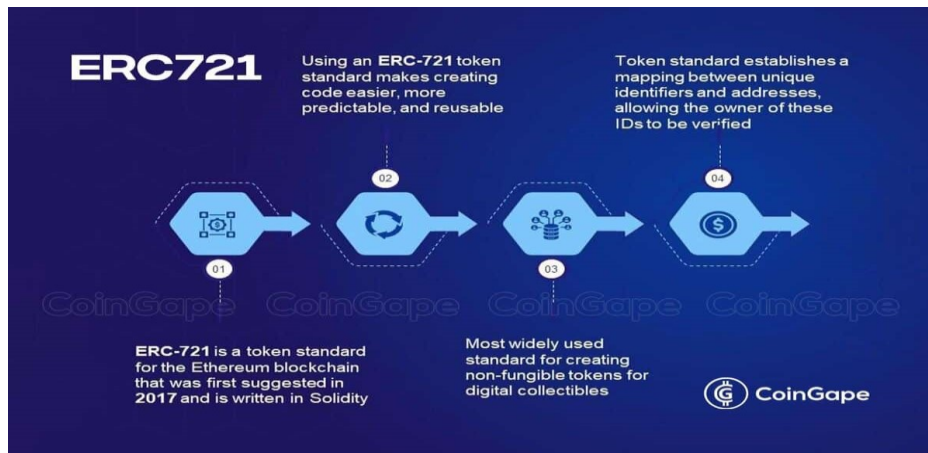 ERC721
Using an ERC-721 token
standard makes creating
code easier, more
predictable, and reusable
Token standard establishes a
mapping between unique
identifiers and addresses,
allowing the owner of these
IDs to be verified
02
04
01
03
CoinGape CoinGape CoinGape CoinGape
ERC-721 is a token standard
for the Ethereum blockchain
that was first suggested in
2017 and is written in Solidity
Most widely used
standard for creating
non-fungible tokens for
digital collectibles
CoinGape